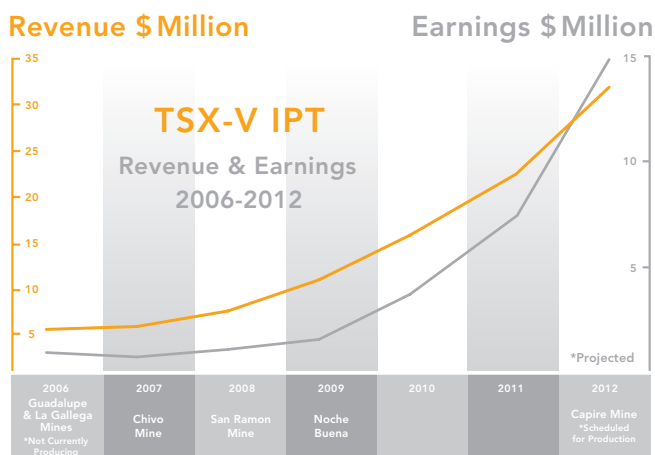 Revenue $ Million
Earnings $ Million
35
30
25
20
15
10
5
15
10
5
TSX-V IPT
Revenue & Earnings
2006-2012
*Projected
2006
Guadalupe
& La Gallega
Mines
*Not Currently
Producing
2007
Chivo
Mine
2008
San Ramon
Mine
2009
Noche
Buena
2010
2011
2012
Capire Mine
*Scheduled
for Production